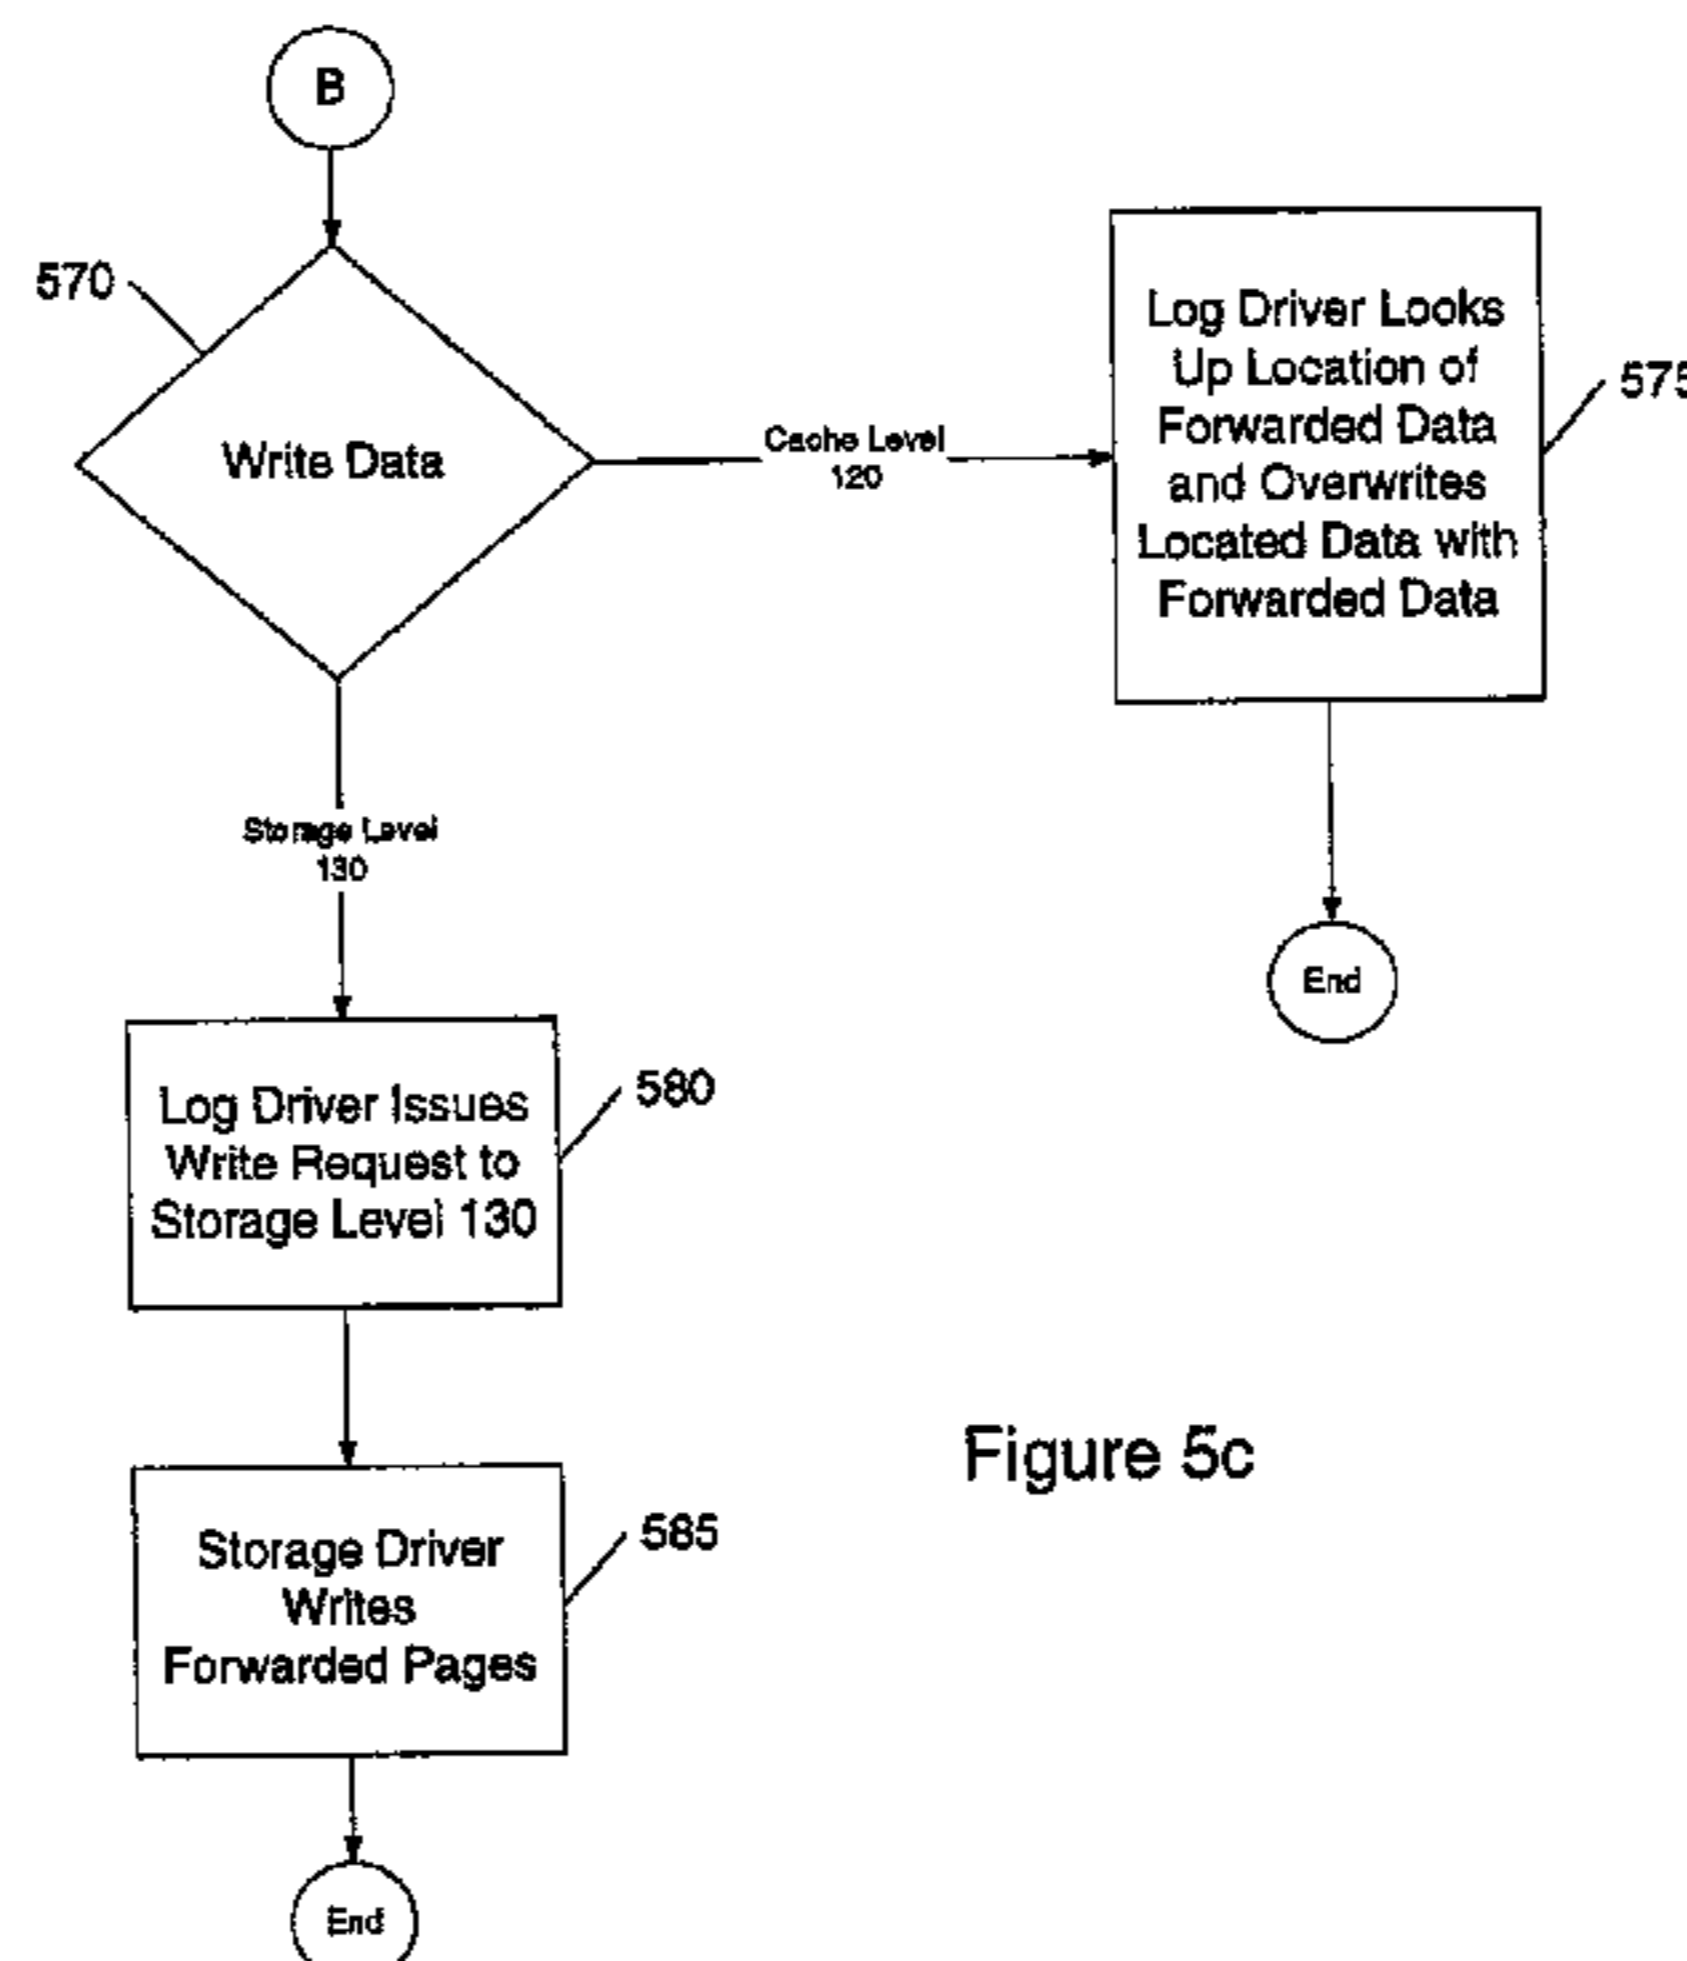 B
570
Write Data
Cache Level
120
Log Driver Looks
Up Location of
Forwarded Data
and Overwrites
Located Data with
Forwarded Data
575
End
Storage Level
130
Log Driver Issues
Write Request to
Storage Level 130
580
Storage Driver
Writes
Forwarded Pages
585
End
Figure 5c